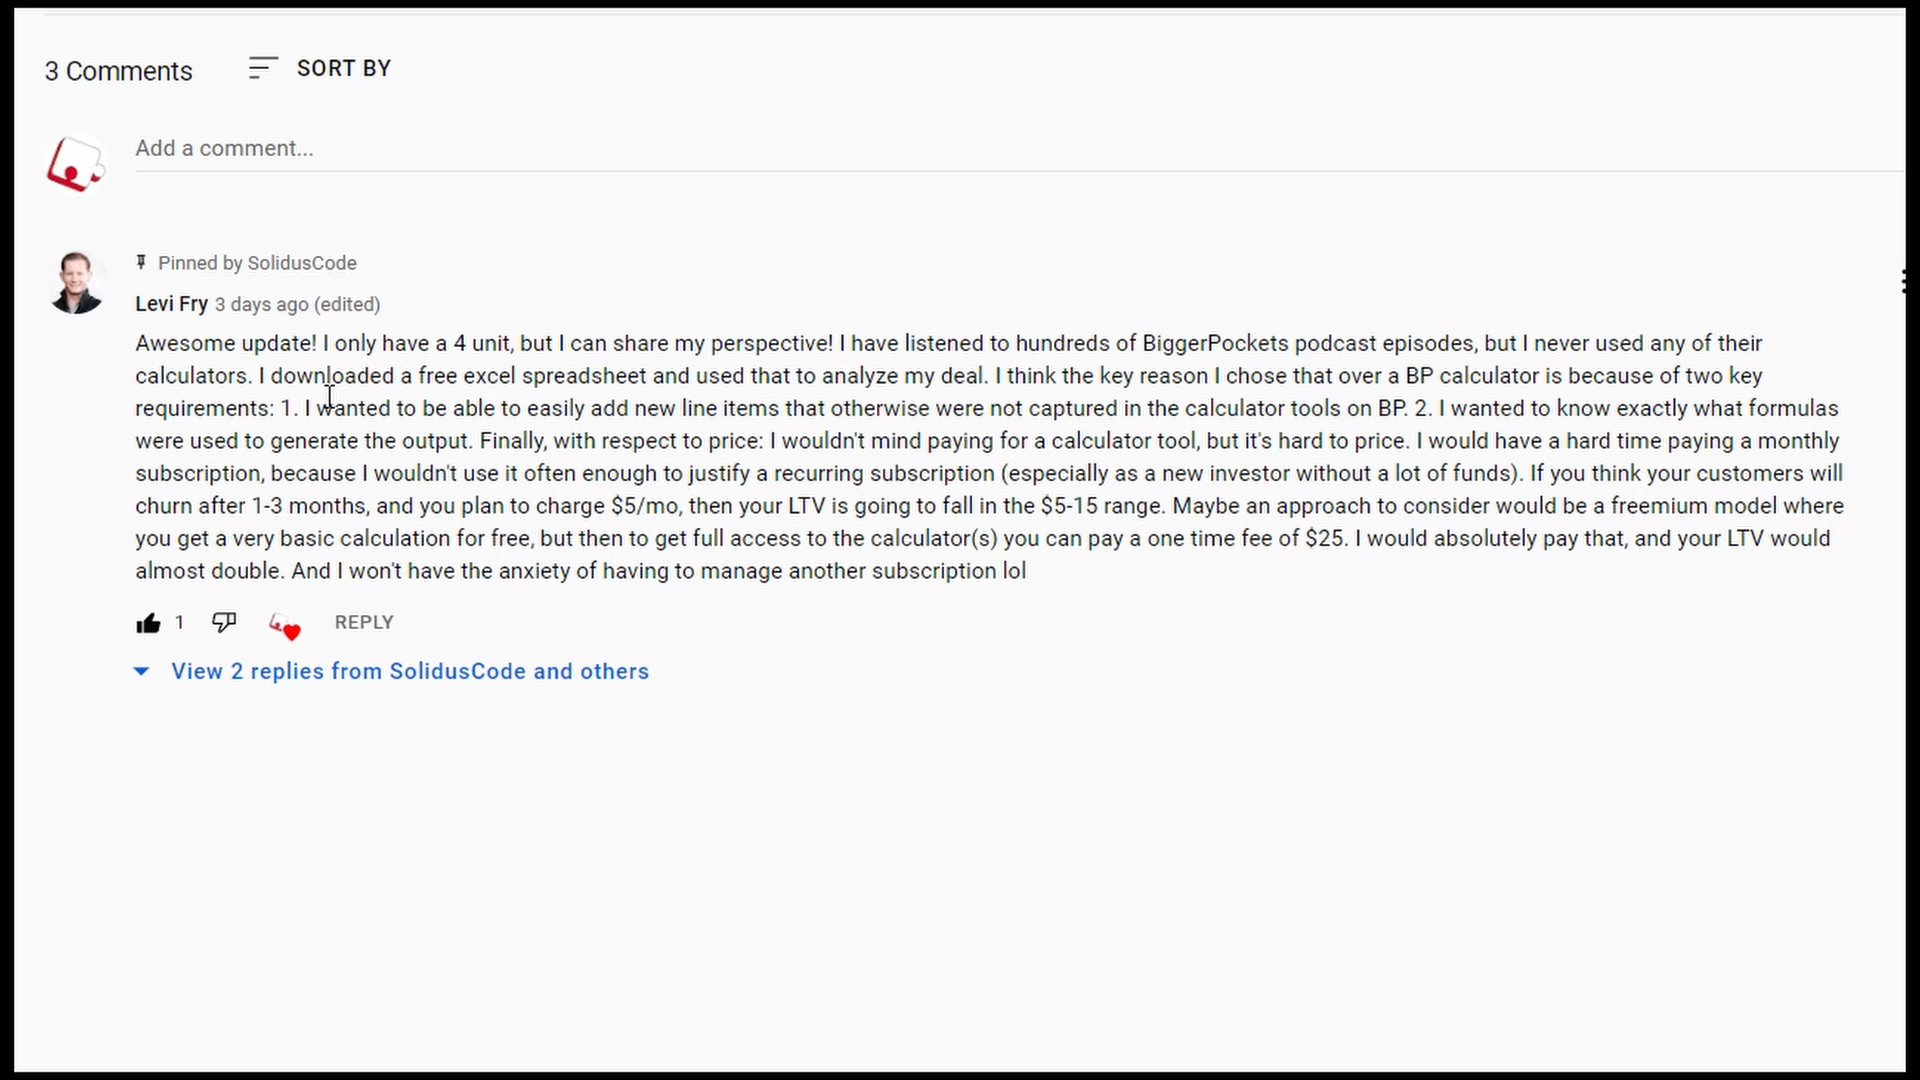 3 Comments
SORT BY
Add a comment...
Pinned by SolidusCode
Levi Fry 3 days ago (edited)
Awesome update! I only have a 4 unit, but I can share my perspective! I have listened to hundreds of BiggerPockets podcast episodes, but I never used any of their
calculators. I downloaded a free excel spreadsheet and used that to analyze my deal. I think the key reason I chose that over a BP calculator is because of two key
requirements: 1. I wanted to be able to easily add new line items that otherwise were not captured in the calculator tools on BP. 2. I wanted to know exactly what formulas
were used to generate the output. Finally, with respect to price: I wouldn't mind paying for a calculator tool, but it's hard to price. I would have a hard time paying a monthly
subscription, because I wouldn't use it often enough to justify a recurring subscription (especially as a new investor without a lot of funds). If you think your customers will
churn after 1-3 months, and you plan to charge $5/mo, then your LTV is going to fall in the $5-15 range. Maybe an approach to consider would be a freemium model where
you get a very basic calculation for free, but then to get full access to the calculator(s) you can pay a one time fee of $25. I would absolutely pay that, and your LTV would
almost double. And I won't have the anxiety of having to manage another subscription lol
1
REPLY
View 2 replies from SolidusCode and others